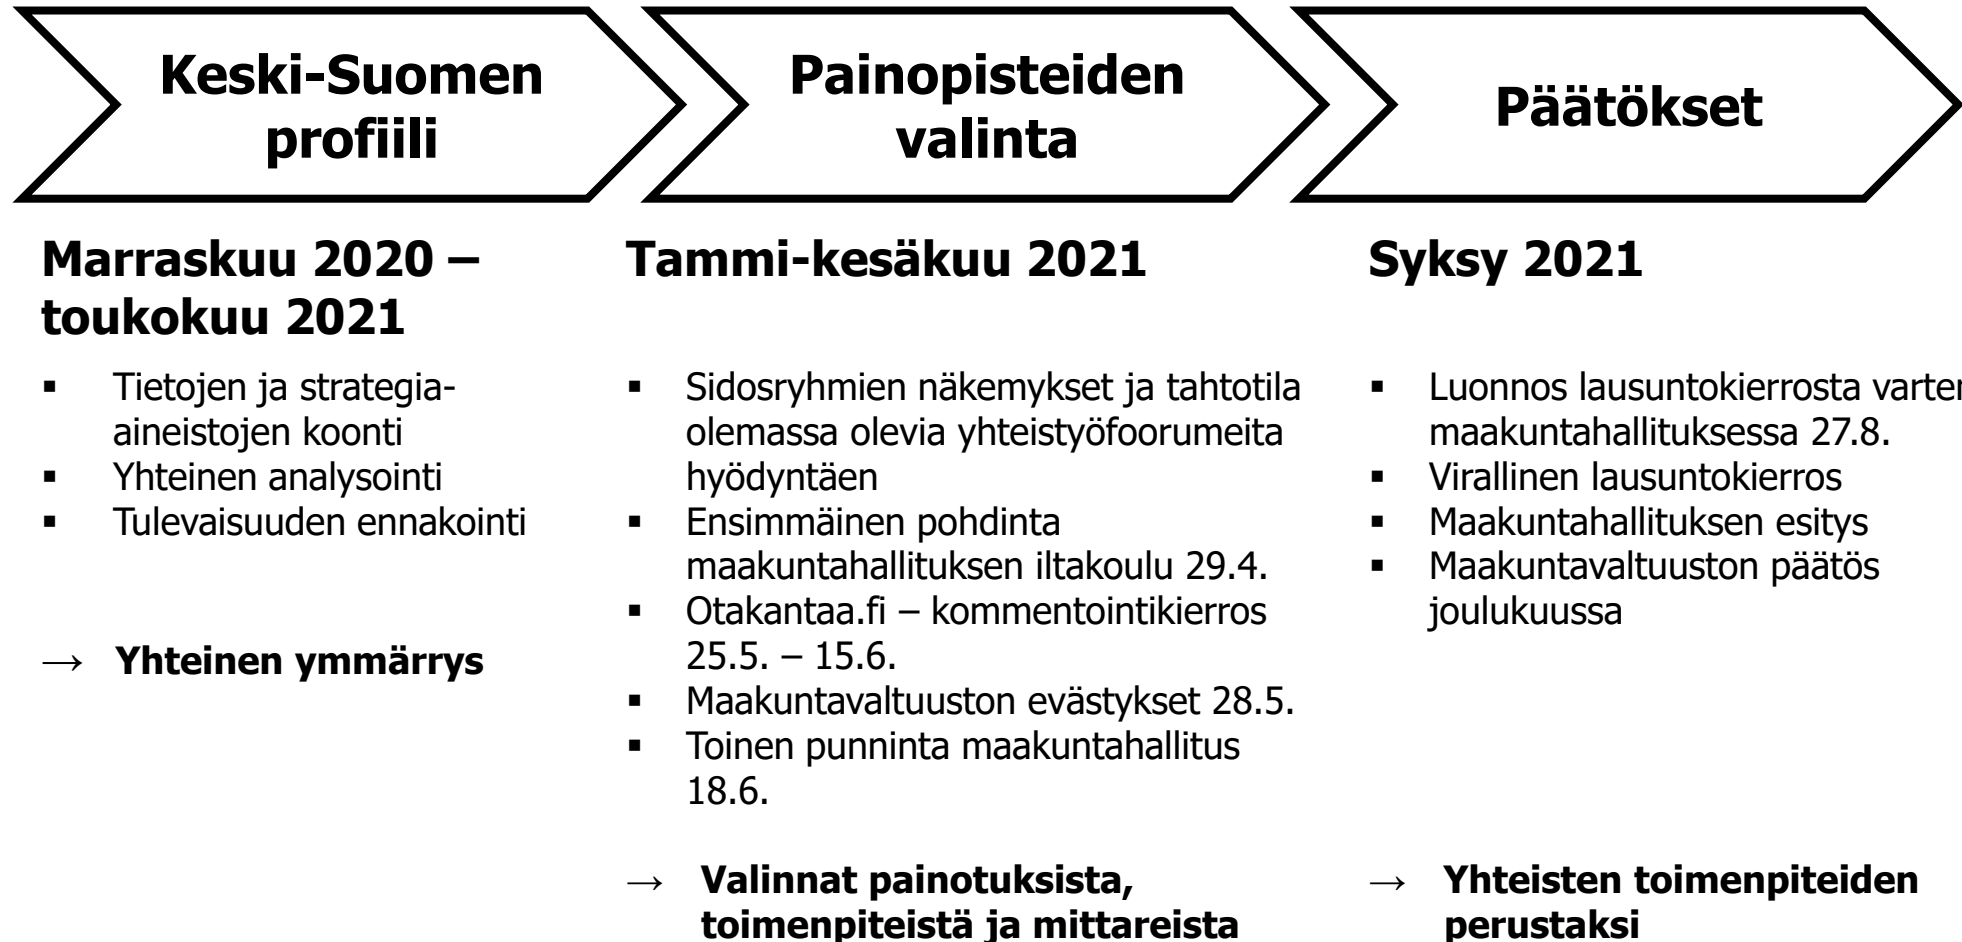 Keski-Suomen
profiili
Painopisteiden
valinta
Päätökset
Marraskuu 2020 –
toukokuu 2021
▪ Tietojen ja strategia-
aineistojen koonti
▪ Yhteinen analysointi
▪ Tulevaisuuden ennakointi
→ Yhteinen ymmärrys
Tammi-kesäkuu 2021
▪ Sidosryhmien näkemykset ja tahtotila
olemassa olevia yhteistyöfoorumeita
hyödyntäen
▪ Ensimmäinen pohdinta
maakuntahallituksen iltakoulu 29.4.
▪ Otakantaa.fi – kommentointikierros
25.5. – 15.6.
▪ Maakuntavaltuuston evästykset 28.5.
▪ Toinen punninta maakuntahallitus
18.6.
→ Valinnat painotuksista,
toimenpiteistä ja mittareista
Syksy 2021
▪ Luonnos lausuntokierrosta varten
maakuntahallituksessa 27.8.
▪ Virallinen lausuntokierros
▪ Maakuntahallituksen esitys
▪ Maakuntavaltuuston päätös
joulukuussa
→ Yhteisten toimenpiteiden
perustaksi